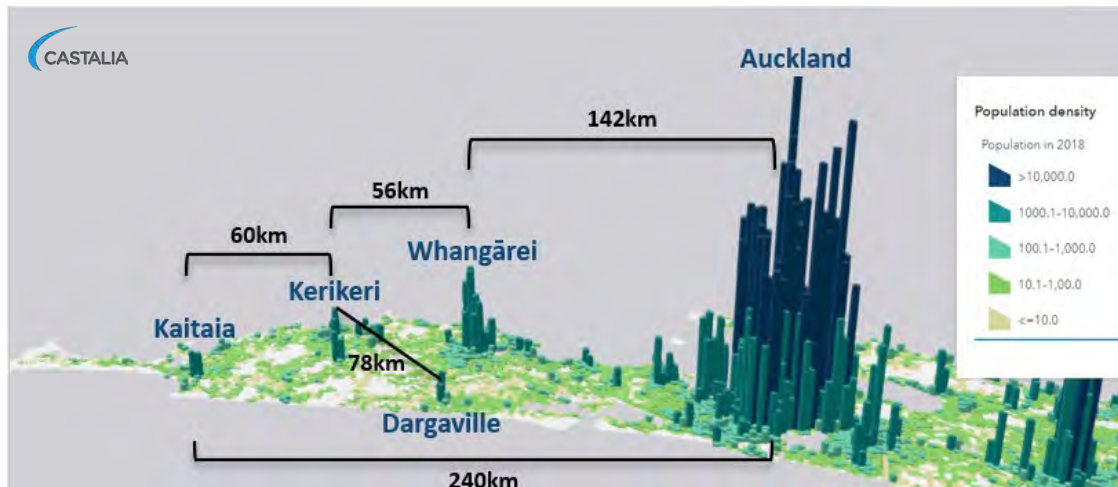 CASTALIA
Auckland
142km
56km
60km
Whangārei
Kerikeri
Kaitaia
78km
Dargaville
240km
Population density
Population in 2018
>10,000.0
1000.1-10,000.0
100.1-1,000.0
10.1-1,00.0
<=10.0